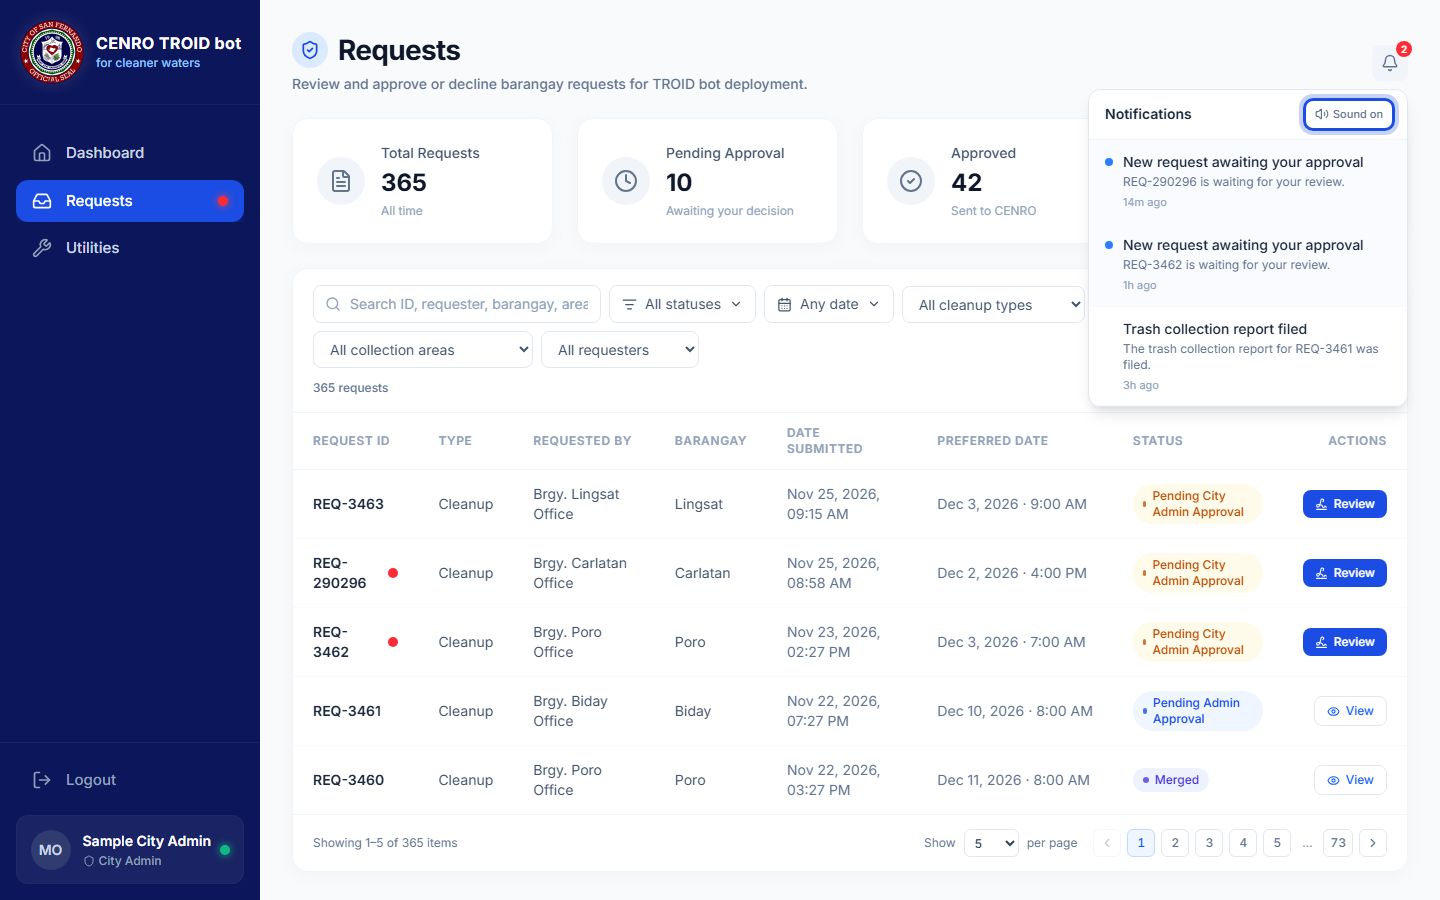 CITY OF SAN FERNANDO
OFFICIAL SEAL
CENRO TROID bot
for cleaner waters
Dashboard
Requests
Utilities
Logout
MO
Sample City Admin
City Admin
Requests
Review and approve or decline barangay requests for TROID bot deployment.
2
Total Requests
365
All time
Pending Approval
10
Awaiting your decision
Approved
42
Sent to CENRO
Notifications
Sound on
New request awaiting your approval
REQ-290296 is waiting for your review.
14m ago
New request awaiting your approval
REQ-3462 is waiting for your review.
1h ago
Trash collection report filed
The trash collection report for REQ-3461 was
filed.
3h ago
Search ID, requester, barangay, area
All statuses
Any date
All cleanup types
All collection areas
All requesters
365 requests
REQUEST ID TYPE REQUESTED BY BARANGAY DATE SUBMITTED PREFERRED DATE STATUS ACTIONS
REQ-3463 Cleanup Brgy. Lingsat Office Lingsat Nov 25, 2026, 09:15 AM Dec 3, 2026 · 9:00 AM Pending City Admin Approval Review
REQ-290296 Cleanup Brgy. Carlatan Office Carlatan Nov 25, 2026, 08:58 AM Dec 2, 2026 · 4:00 PM Pending City Admin Approval Review
REQ-3462 Cleanup Brgy. Poro Office Poro Nov 23, 2026, 02:27 PM Dec 3, 2026 · 7:00 AM Pending City Admin Approval Review
REQ-3461 Cleanup Brgy. Biday Office Biday Nov 22, 2026, 07:27 PM Dec 10, 2026 · 8:00 AM Pending Admin Approval View
REQ-3460 Cleanup Brgy. Poro Office Poro Nov 22, 2026, 03:27 PM Dec 11, 2026 · 8:00 AM Merged View
Showing 1–5 of 365 items
Show 5 per page
1 2 3 4 5 … 73